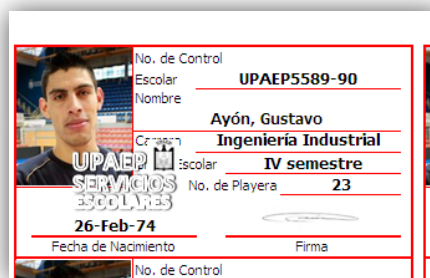 No. de Control
Escolar UPAEP5589-90
Nombre
Ayón, Gustavo
Ingeniería Industrial
Escolar IV semestre
UPAEP
SERVICIOS
ESCOLARES
No. de Playera 23
26-Feb-74
Fecha de Nacimiento Firma
No. de Control